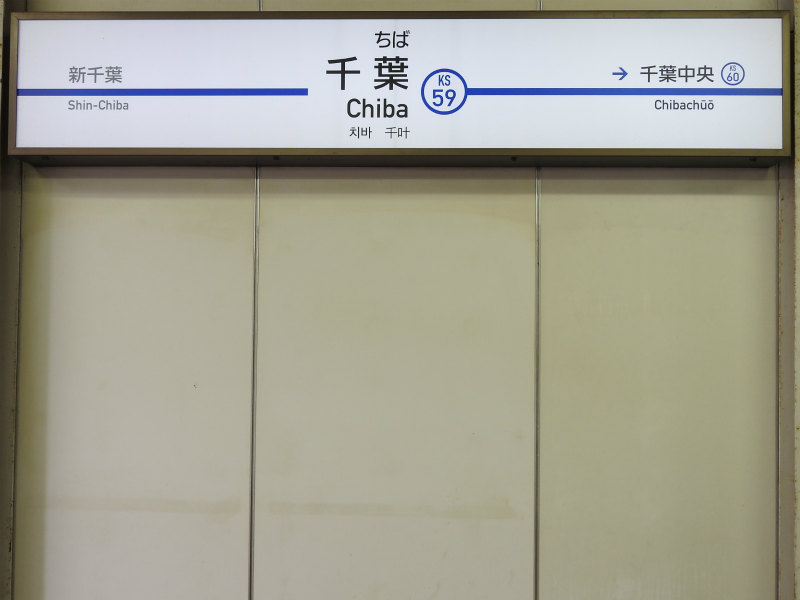 新千葉
Shin-Chiba
ちば
千葉
Chiba
치바 千叶
KS
59
→ 千葉中央
KS
60
Chibachūō